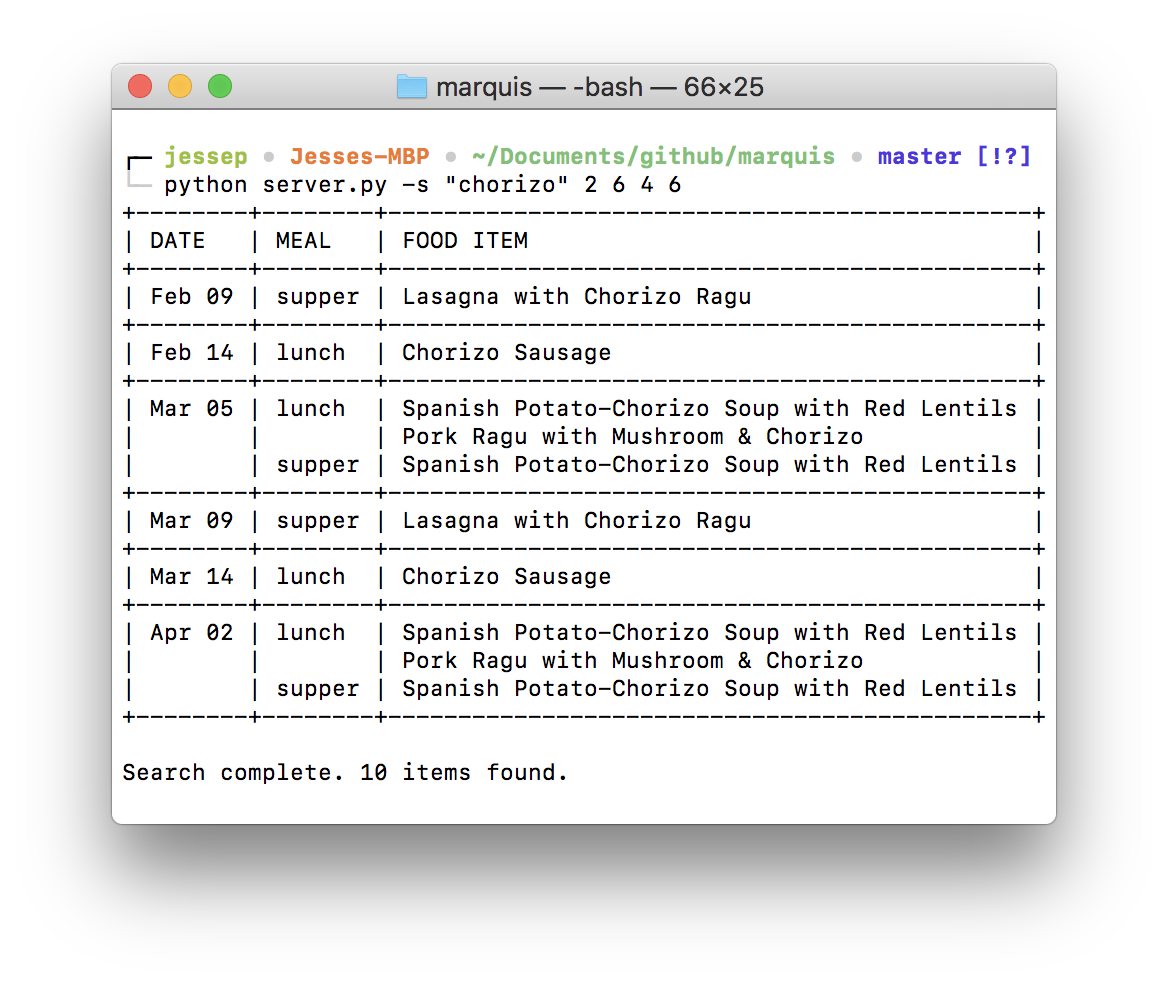 marquis — -bash — 66×25
jessep • Jesses-MBP • ~/Documents/github/marquis • master [!?]
python server.py -s "chorizo" 2 6 4 6
+--------+--------+----------------------------------------------+
| DATE   | MEAL   | FOOD ITEM                                    |
+--------+--------+----------------------------------------------+
| Feb 09 | supper | Lasagna with Chorizo Ragu                    |
+--------+--------+----------------------------------------------+
| Feb 14 | lunch  | Chorizo Sausage                              |
+--------+--------+----------------------------------------------+
| Mar 05 | lunch  | Spanish Potato-Chorizo Soup with Red Lentils |
|        |        | Pork Ragu with Mushroom & Chorizo            |
|        | supper | Spanish Potato-Chorizo Soup with Red Lentils |
+--------+--------+----------------------------------------------+
| Mar 09 | supper | Lasagna with Chorizo Ragu                    |
+--------+--------+----------------------------------------------+
| Mar 14 | lunch  | Chorizo Sausage                              |
+--------+--------+----------------------------------------------+
| Apr 02 | lunch  | Spanish Potato-Chorizo Soup with Red Lentils |
|        |        | Pork Ragu with Mushroom & Chorizo            |
|        | supper | Spanish Potato-Chorizo Soup with Red Lentils |
+--------+--------+----------------------------------------------+
Search complete. 10 items found.